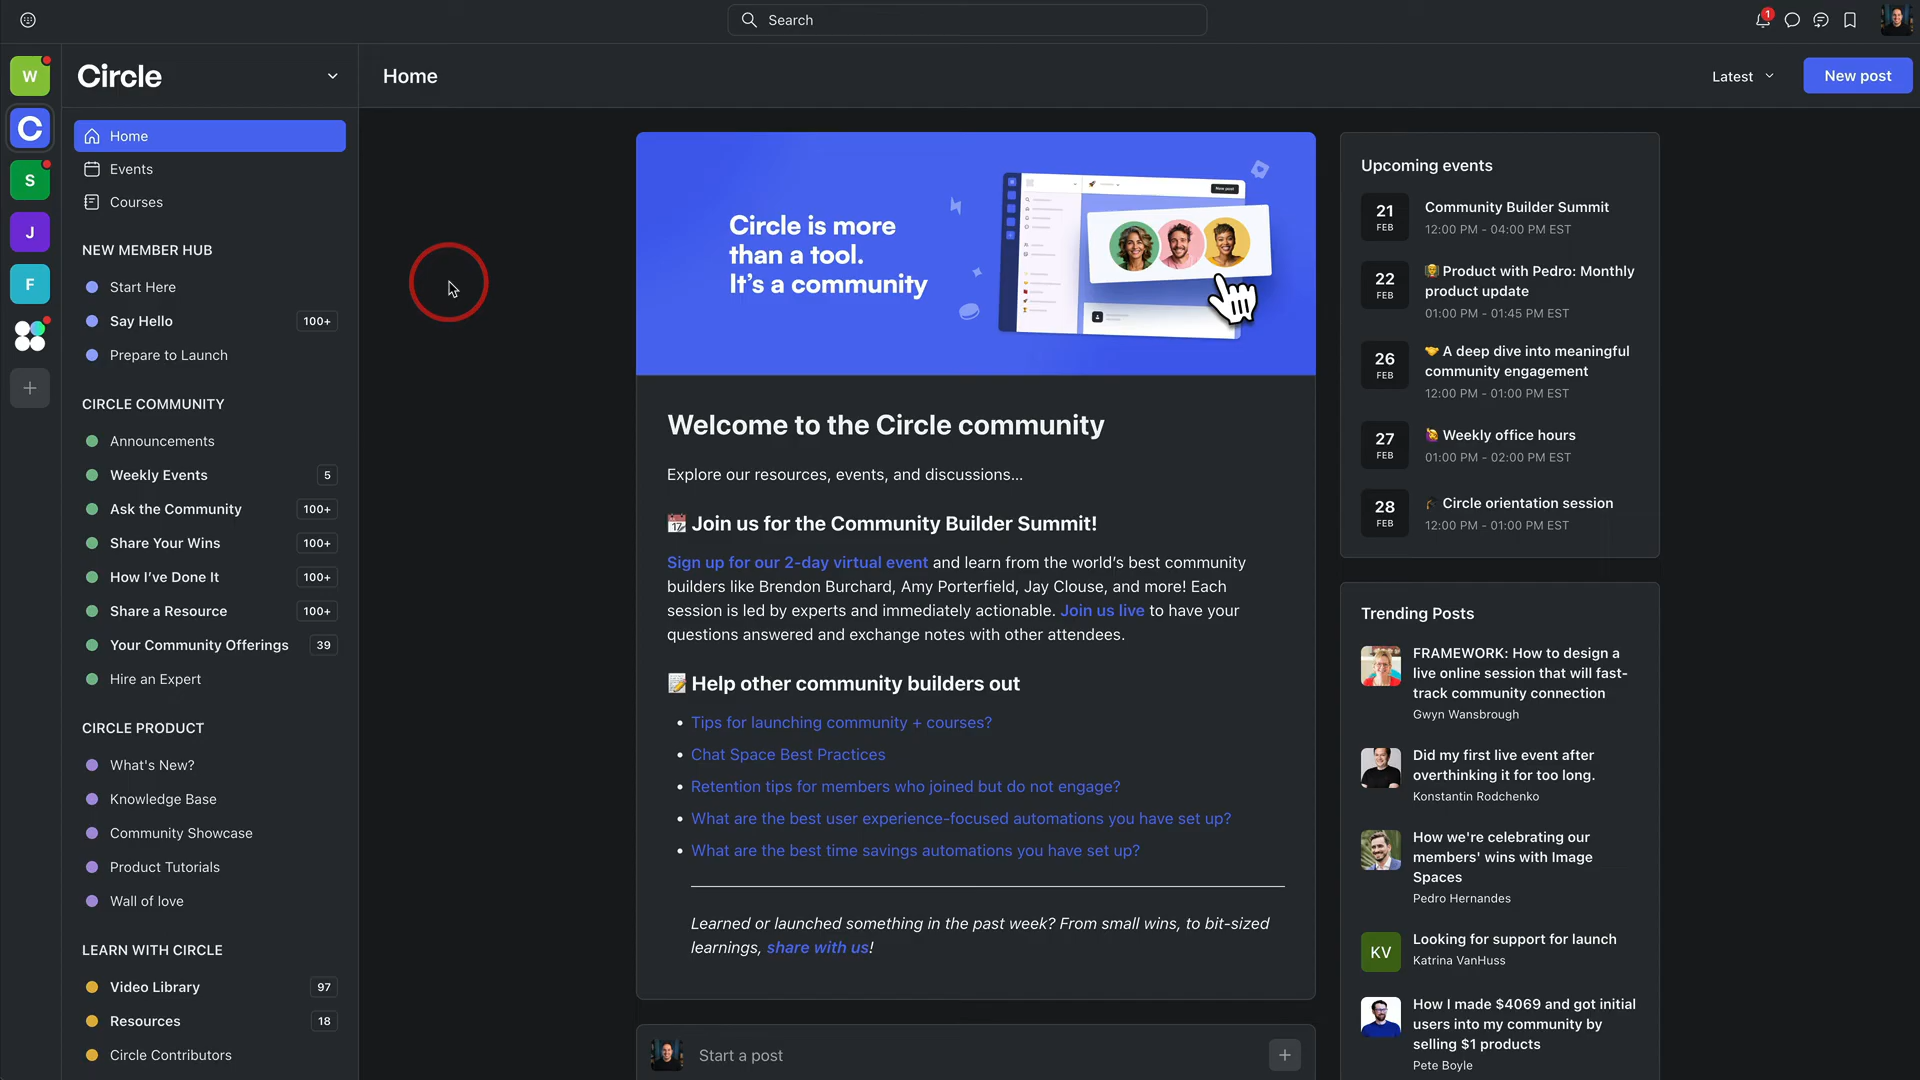 Search
1
W
C
S
J
F
Circle
Home
Events
Courses
NEW MEMBER HUB
Start Here
Say Hello 100+
Prepare to Launch
CIRCLE COMMUNITY
Announcements
Weekly Events 5
Ask the Community 100+
Share Your Wins 100+
How I've Done It 100+
Share a Resource 100+
Your Community Offerings 39
Hire an Expert
CIRCLE PRODUCT
What's New?
Knowledge Base
Community Showcase
Product Tutorials
Wall of love
LEARN WITH CIRCLE
Video Library 97
Resources 18
Circle Contributors
Home
Latest
New post
Circle is more
than a tool.
It's a community
New post
Welcome to the Circle community
Explore our resources, events, and discussions...
Join us for the Community Builder Summit!
Sign up for our 2-day virtual event and learn from the world's best community
builders like Brendon Burchard, Amy Porterfield, Jay Clouse, and more! Each
session is led by experts and immediately actionable. Join us live to have your
questions answered and exchange notes with other attendees.
Help other community builders out
• Tips for launching community + courses?
• Chat Space Best Practices
• Retention tips for members who joined but do not engage?
• What are the best user experience-focused automations you have set up?
• What are the best time savings automations you have set up?
Learned or launched something in the past week? From small wins, to bit-sized
learnings, share with us!
Start a post
Upcoming events
21 FEB
Community Builder Summit
12:00 PM - 04:00 PM EST
22 FEB
Product with Pedro: Monthly
product update
01:00 PM - 01:45 PM EST
26 FEB
A deep dive into meaningful
community engagement
12:00 PM - 01:00 PM EST
27 FEB
Weekly office hours
01:00 PM - 02:00 PM EST
28 FEB
Circle orientation session
12:00 PM - 01:00 PM EST
Trending Posts
FRAMEWORK: How to design a
live online session that will fast-
track community connection
Gwyn Wansbrough
Did my first live event after
overthinking it for too long.
Konstantin Rodchenko
How we're celebrating our
members' wins with Image
Spaces
Pedro Hernandes
KV
Looking for support for launch
Katrina VanHuss
How I made $4069 and got initial
users into my community by
selling $1 products
Pete Boyle